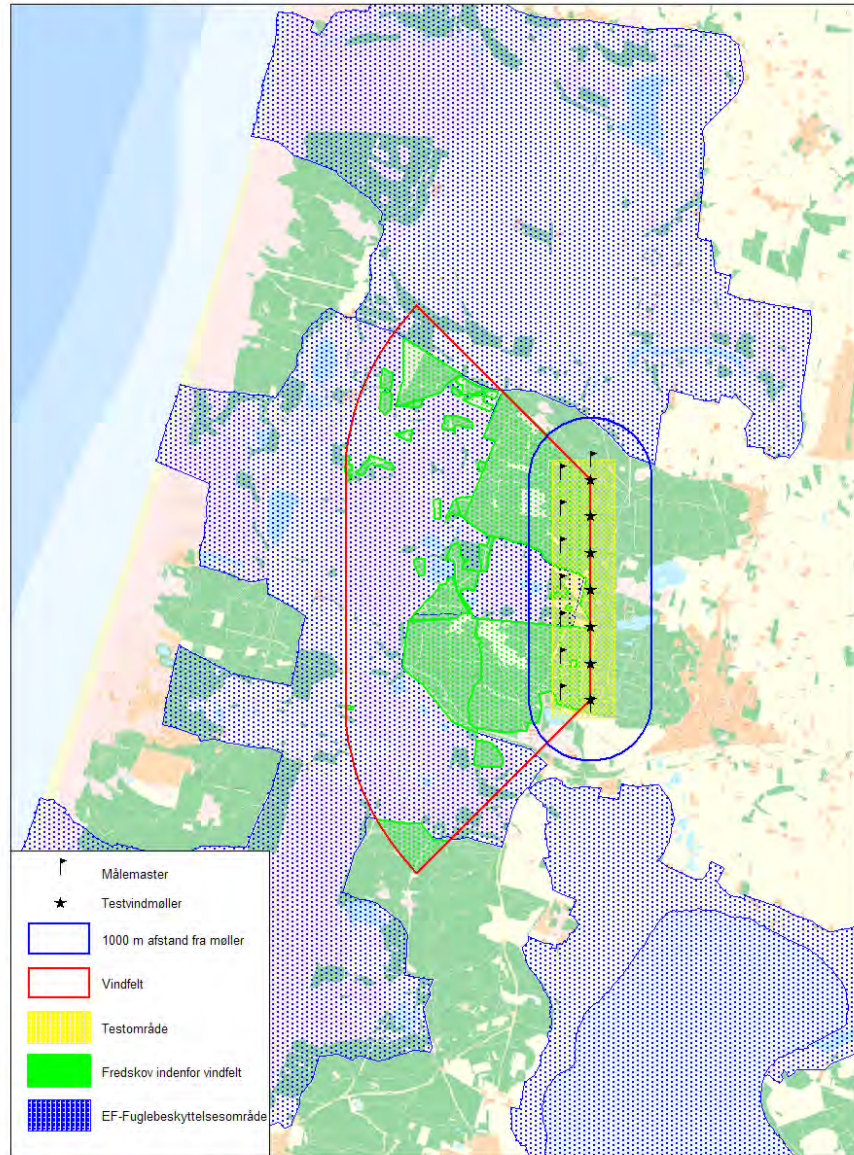 Målemaster
Testvindmøller
1000 m afstand fra møller
Vindfelt
Testområde
Fredskov indenfor vindfelt
EF-Fuglebeskyttelsesområde